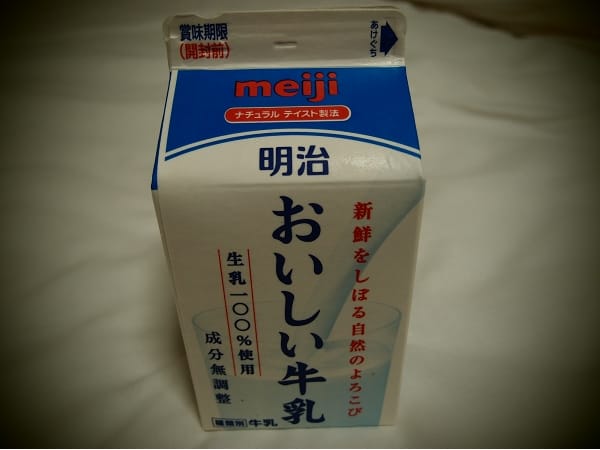 賞味期限
(開封前)
あけぐち
meiji
ナチュラル テイスト製法
明治
新鮮をしぼる自然のよろこび
おいしい牛乳
生乳一〇〇%使用
成分無調整
種類別 牛乳